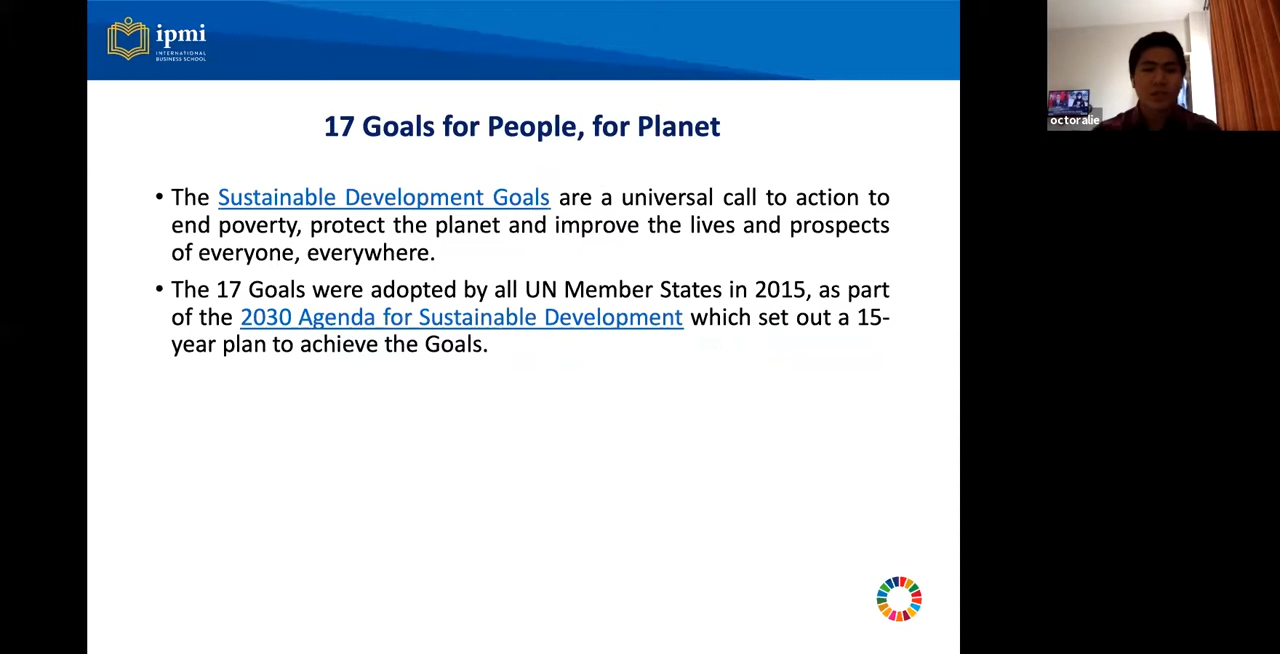 ipmi
INTERNATIONAL
BUSINESS SCHOOL
octoralie
17 Goals for People, for Planet
• The Sustainable Development Goals are a universal call to action to
end poverty, protect the planet and improve the lives and prospects
of everyone, everywhere.
• The 17 Goals were adopted by all UN Member States in 2015, as part
of the 2030 Agenda for Sustainable Development which set out a 15-
year plan to achieve the Goals.